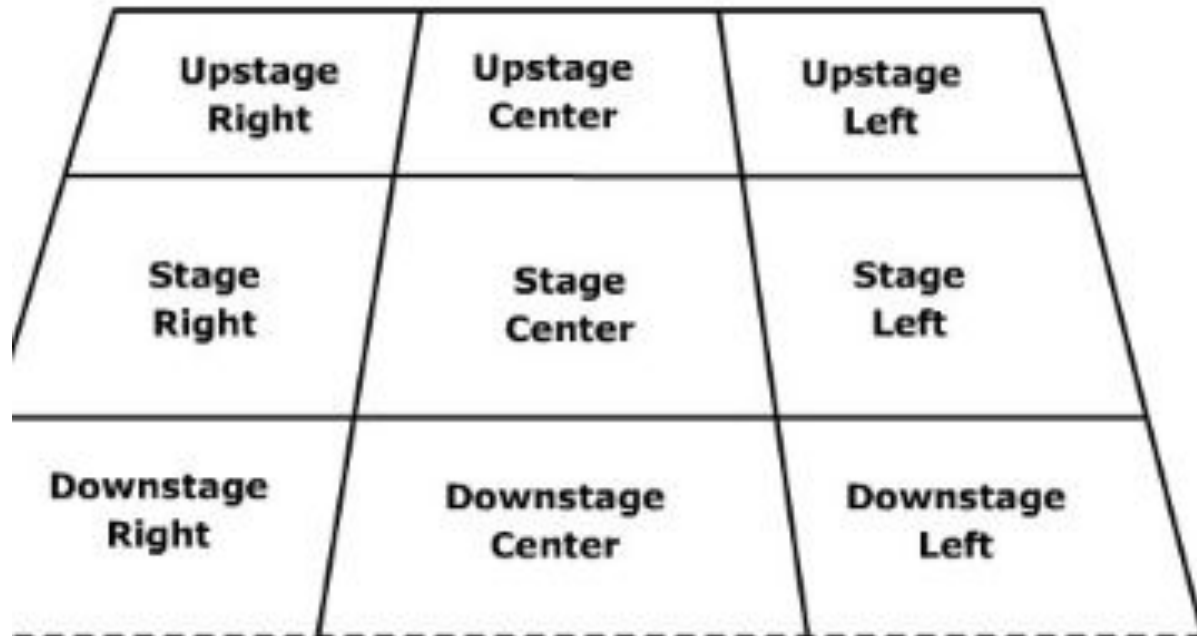 Upstage
Right
Upstage
Center
Upstage
Left
Stage
Right
Stage
Center
Stage
Left
Downstage
Right
Downstage
Center
Downstage
Left